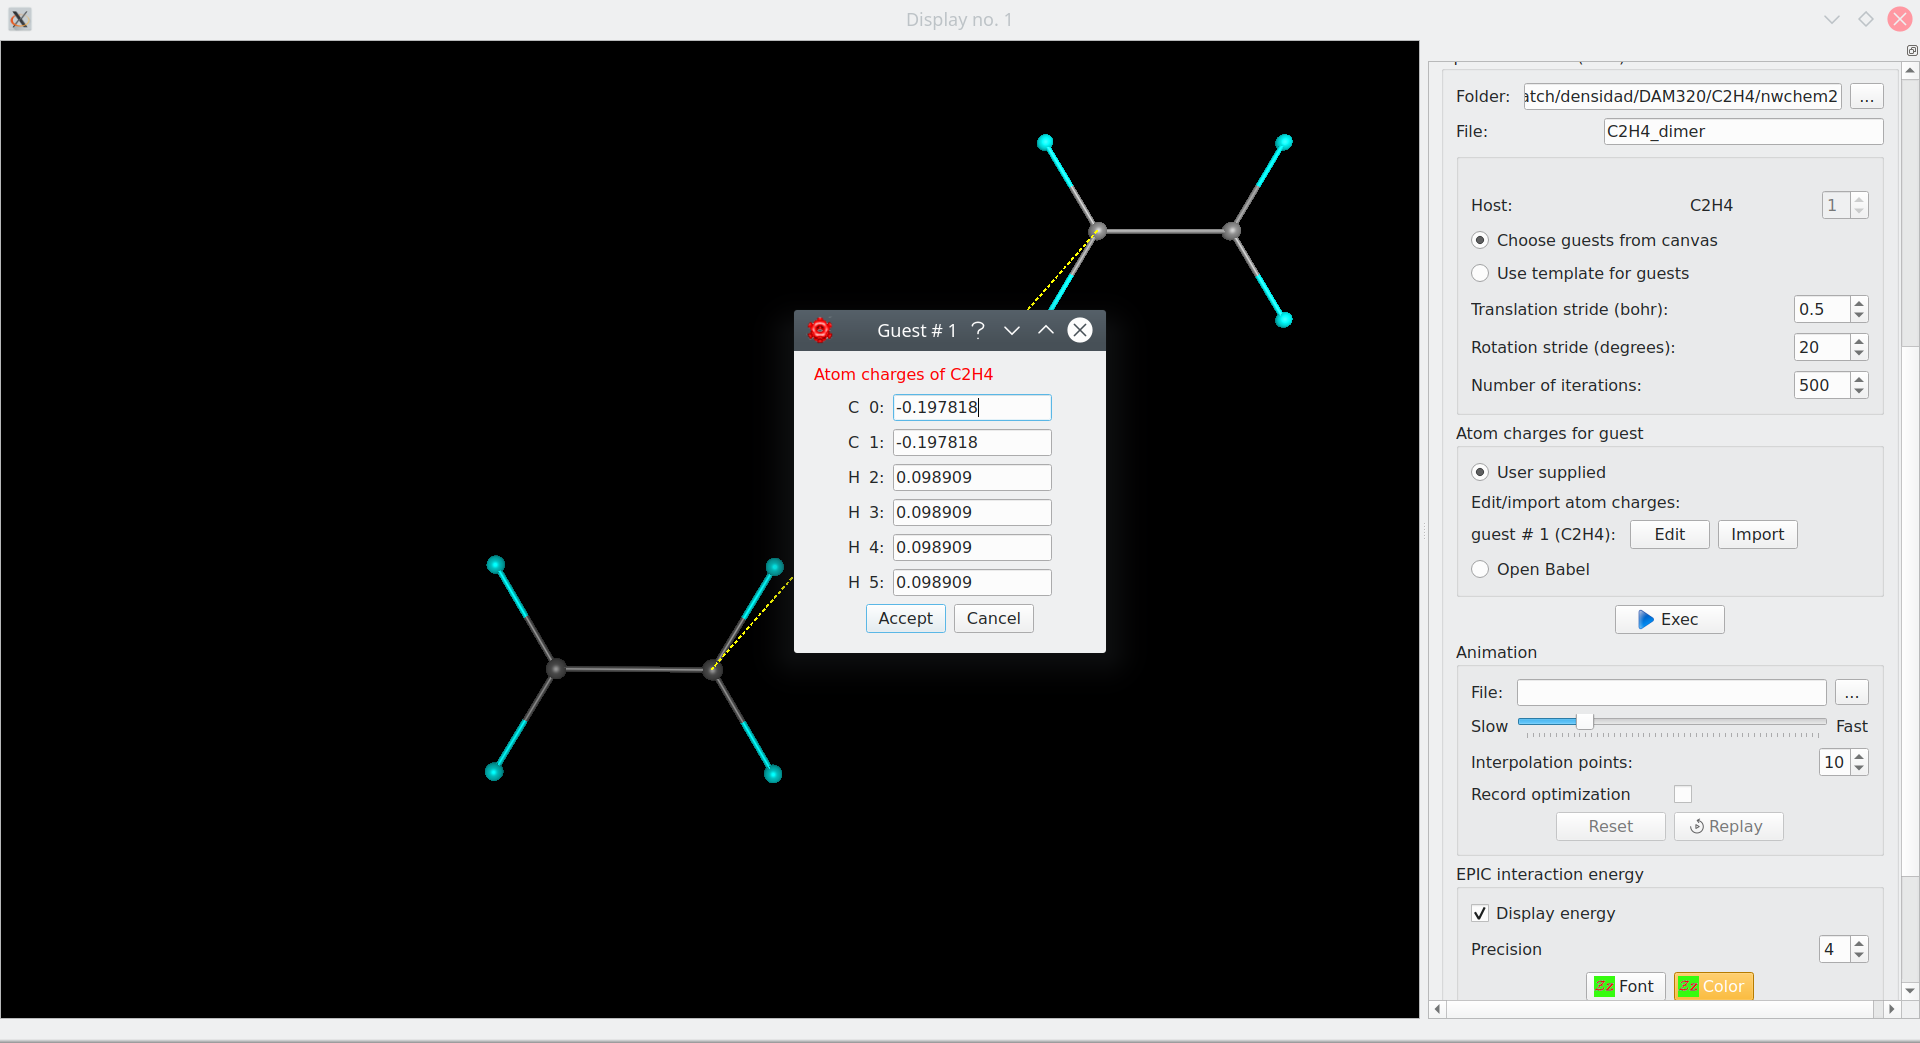 Display no. 1
Folder: atch/densidad/DAM320/C2H4/nwchem2 ...
File: C2H4_dimer
Host: C2H4 1
Choose guests from canvas
Use template for guests
Translation stride (bohr): 0.5
Rotation stride (degrees): 20
Number of iterations: 500
Atom charges for guest
User supplied
Edit/import atom charges:
guest # 1 (C2H4): Edit Import
Open Babel
Exec
Animation
File: ...
Slow Fast
Interpolation points: 10
Record optimization
Reset Replay
EPIC interaction energy
Display energy
Precision 4
Zz Font Zz Color
Guest # 1 ?
Atom charges of C2H4
C 0: -0.197818
C 1: -0.197818
H 2: 0.098909
H 3: 0.098909
H 4: 0.098909
H 5: 0.098909
Accept Cancel